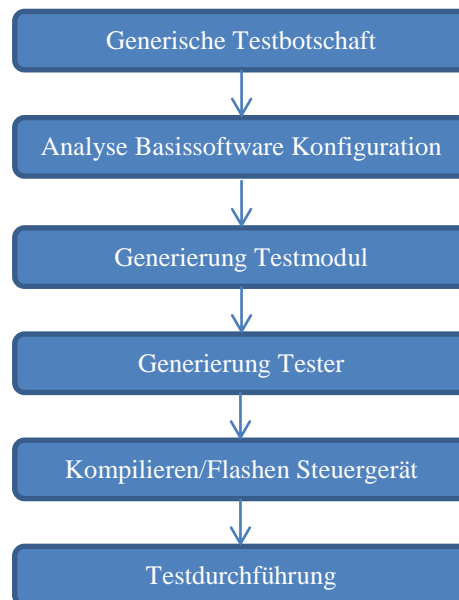 Generische Testbotschaft
Analyse Basissoftware Konfiguration
Generierung Testmodul
Generierung Tester
Kompilieren/Flashen Steuergerät
Testdurchführung